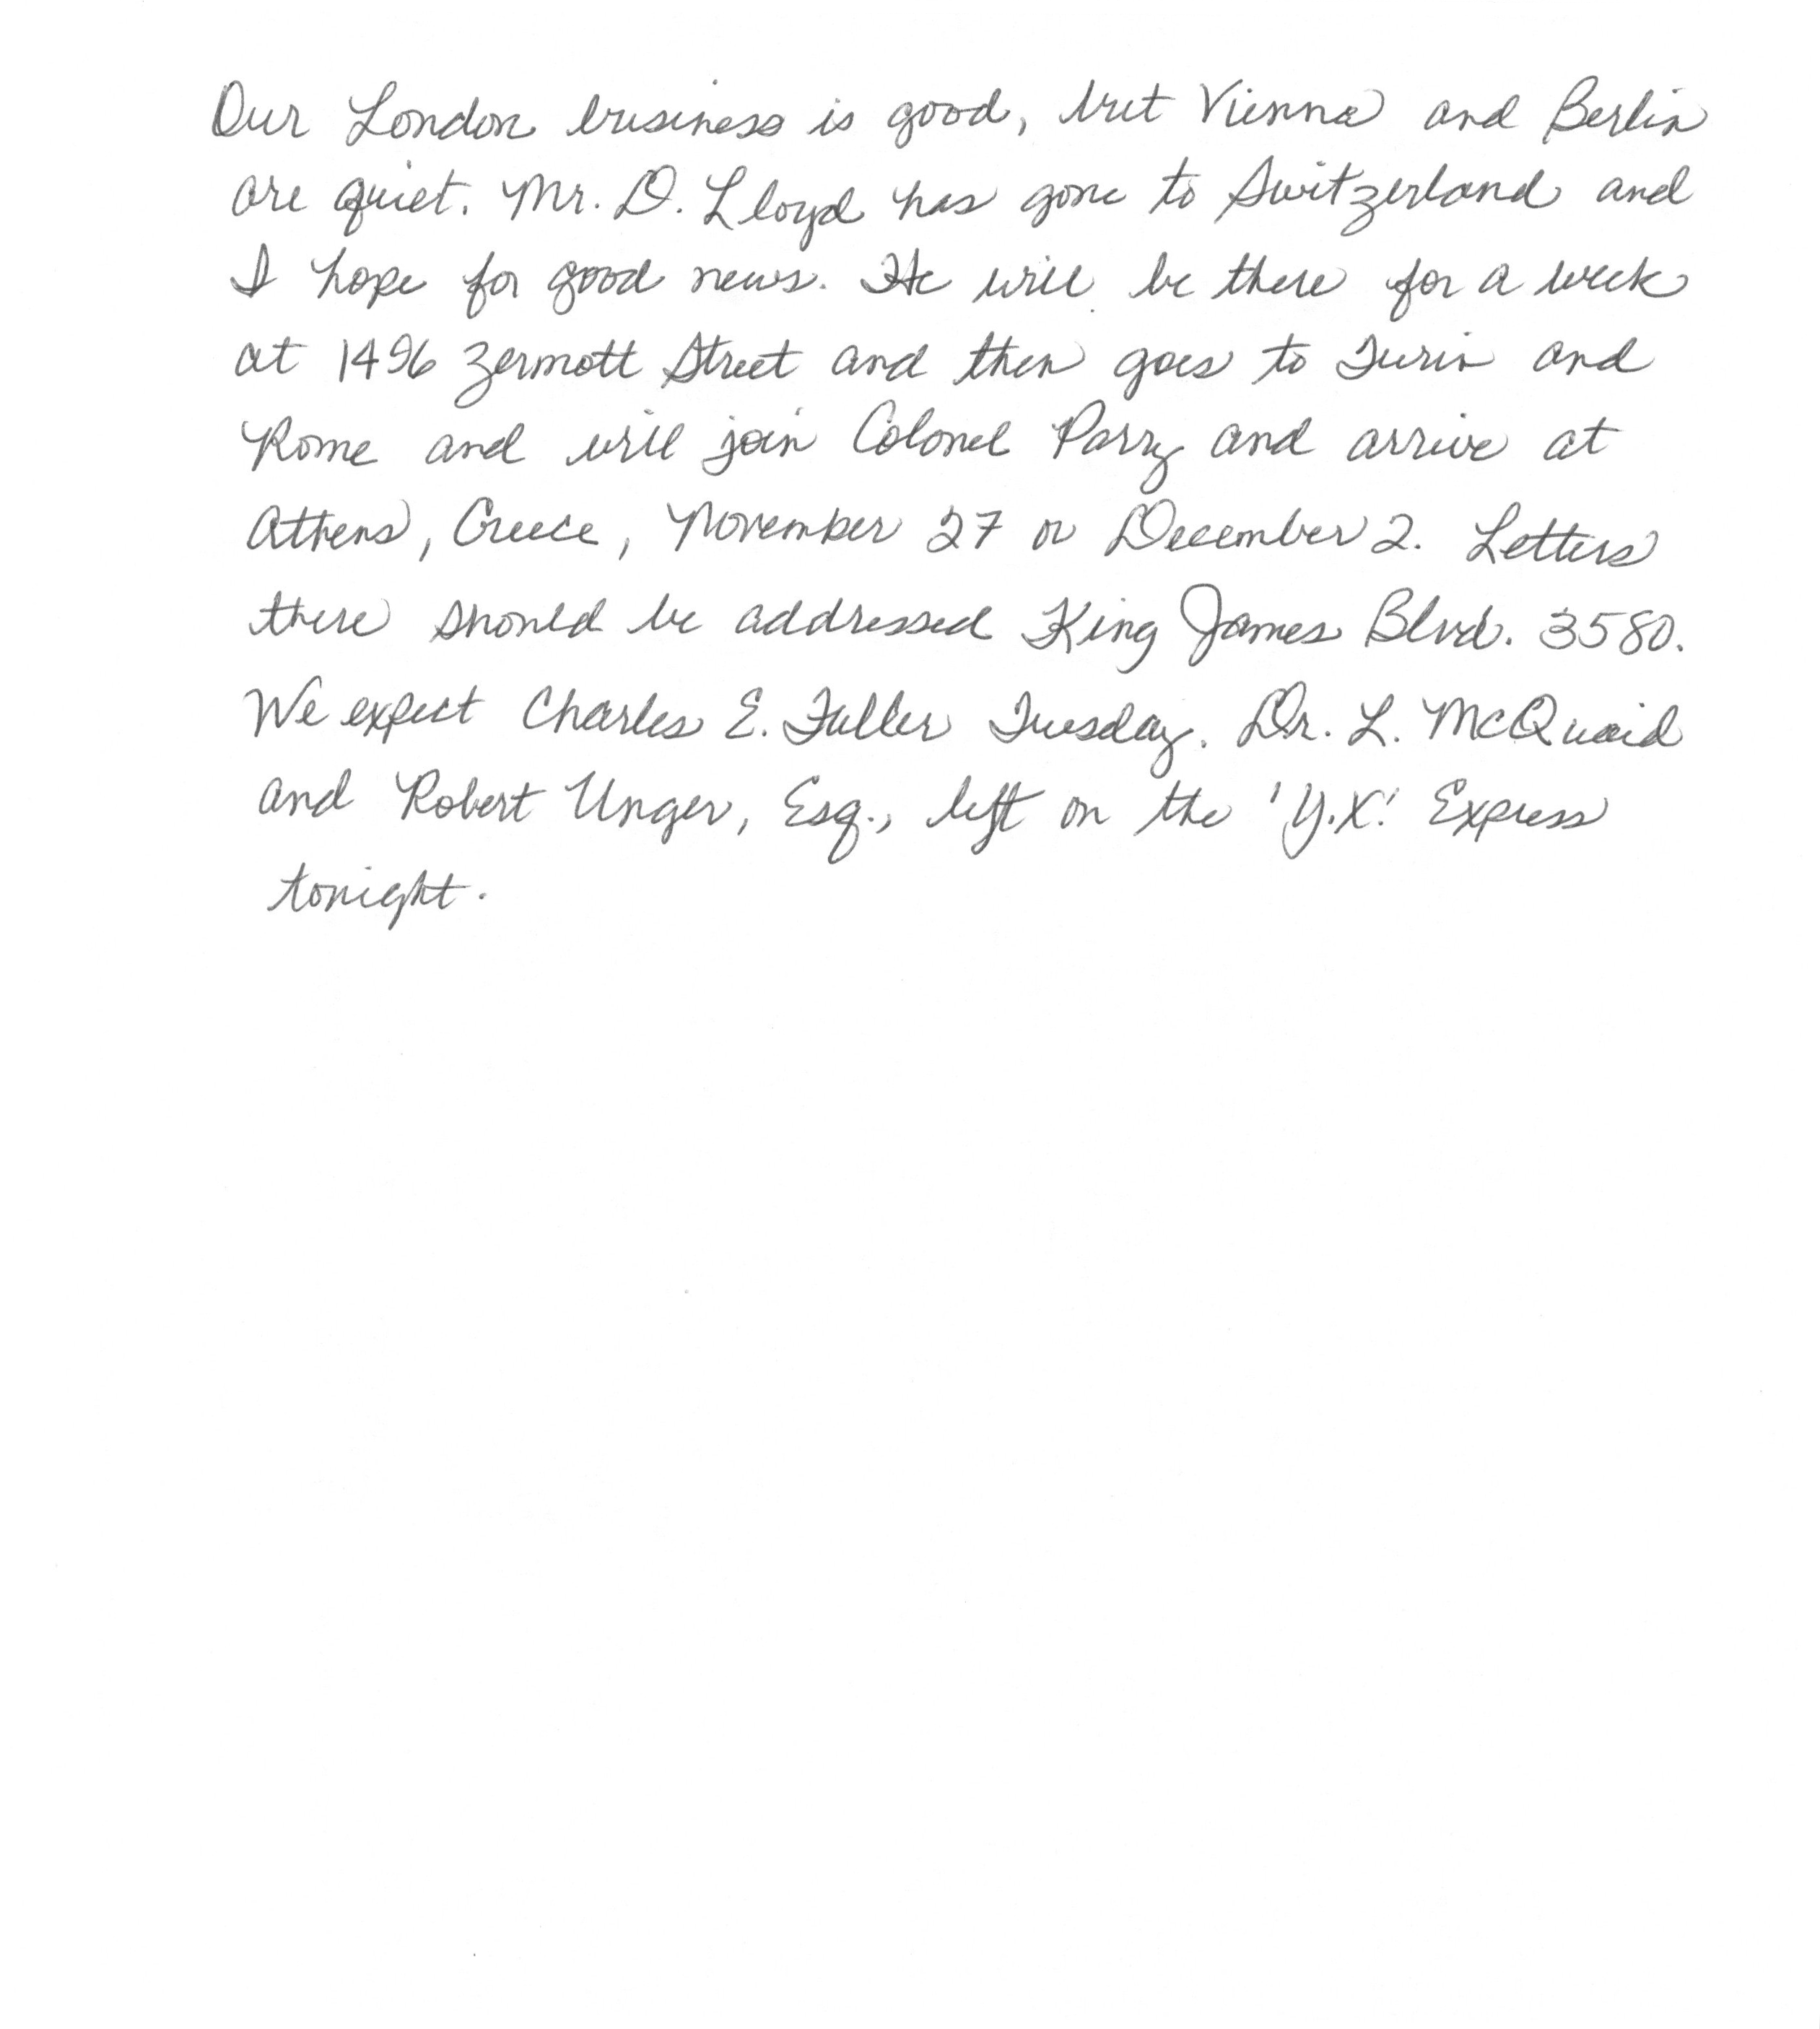 Our London business is good, but Vienna and Berlin
are quiet. Mr. D. Lloyd has gone to Switzerland and
I hope for good news. He will be there for a week
at 1496 Zermott Street and then goes to Turin and
Rome and will join Colonel Parry and arrive at
Athens, Greece, November 27 or December 2. Letters
there should be addressed King James Blvd. 3580.
We expect Charles E. Fuller Tuesday. Dr. L. McQuaid
and Robert Unger, Esq., left on the 'Y.X.' Express
tonight.